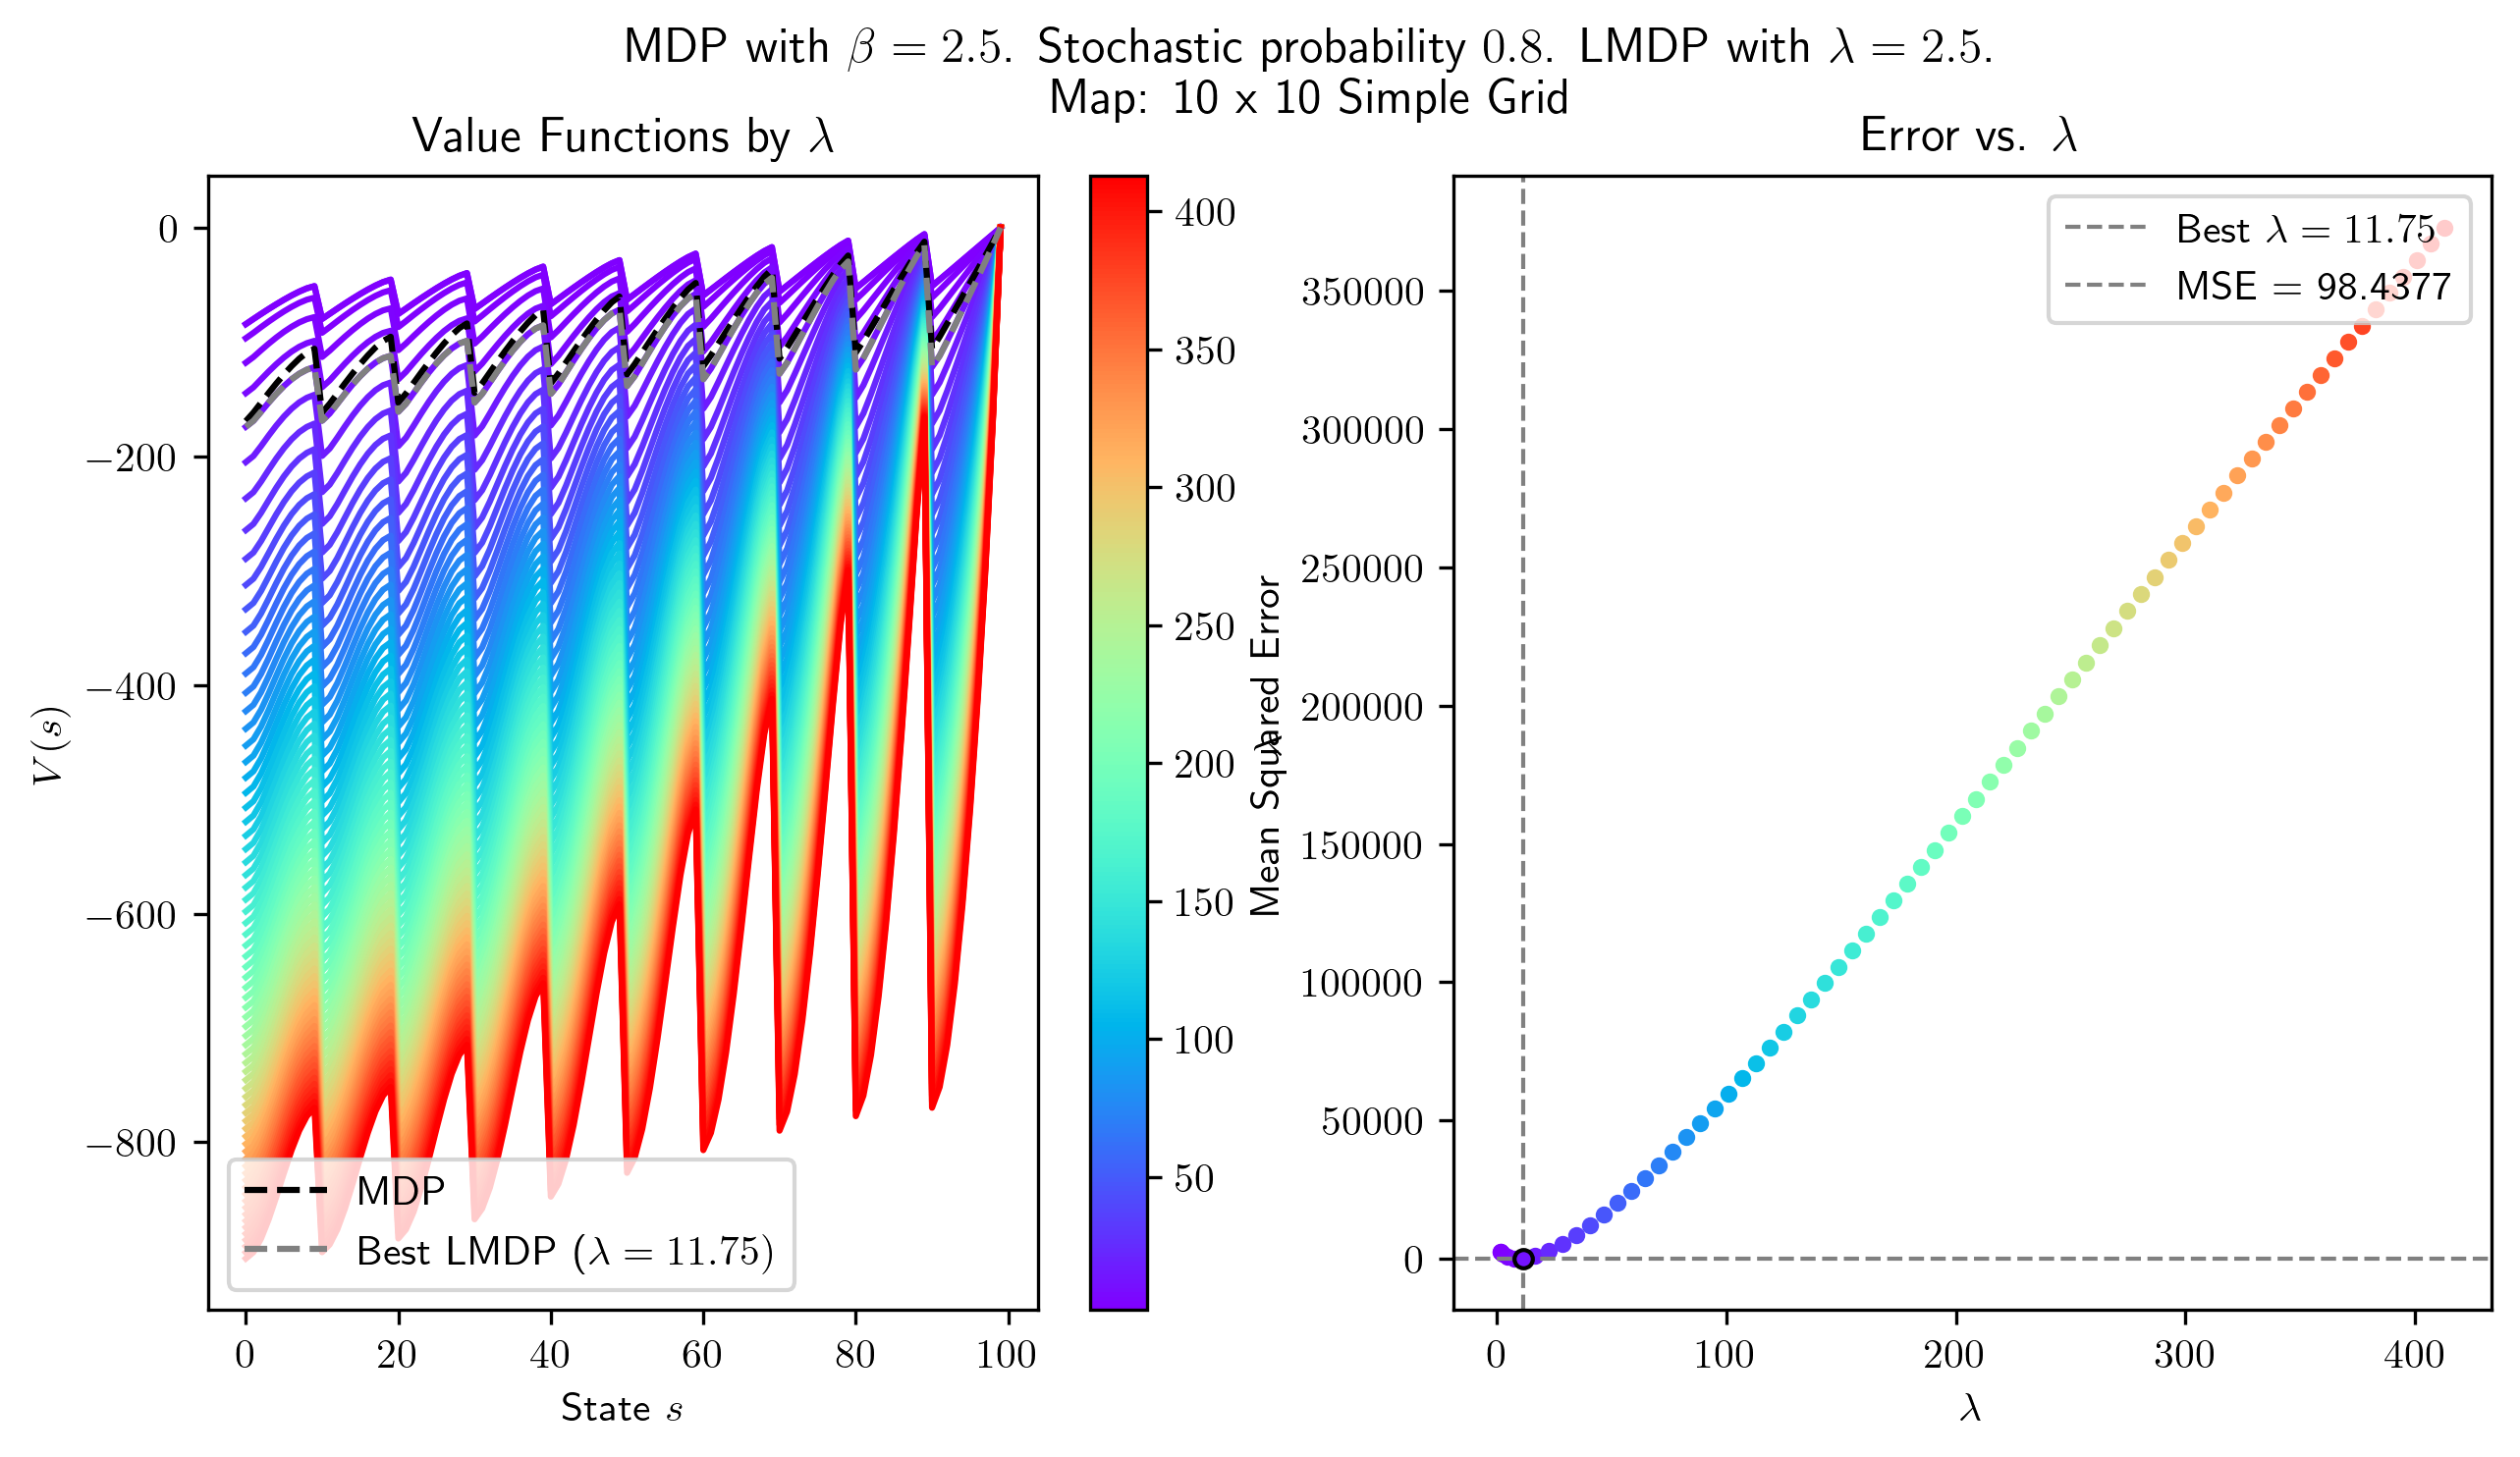 MDP with β = 2.5. Stochastic probability 0.8. LMDP with λ = 2.5.
Map: 10 x 10 Simple Grid
Value Functions by λ
0
−200
−400
−600
−800
V(s)
MDP
Best LMDP (λ = 11.75)
0 20 40 60 80 100
State s
400
350
300
250
200
150
100
50
λ
Error vs. λ
Best λ = 11.75
MSE = 98.4377
350000
300000
250000
200000
150000
100000
50000
0
Mean Squared Error
0 100 200 300 400
λ